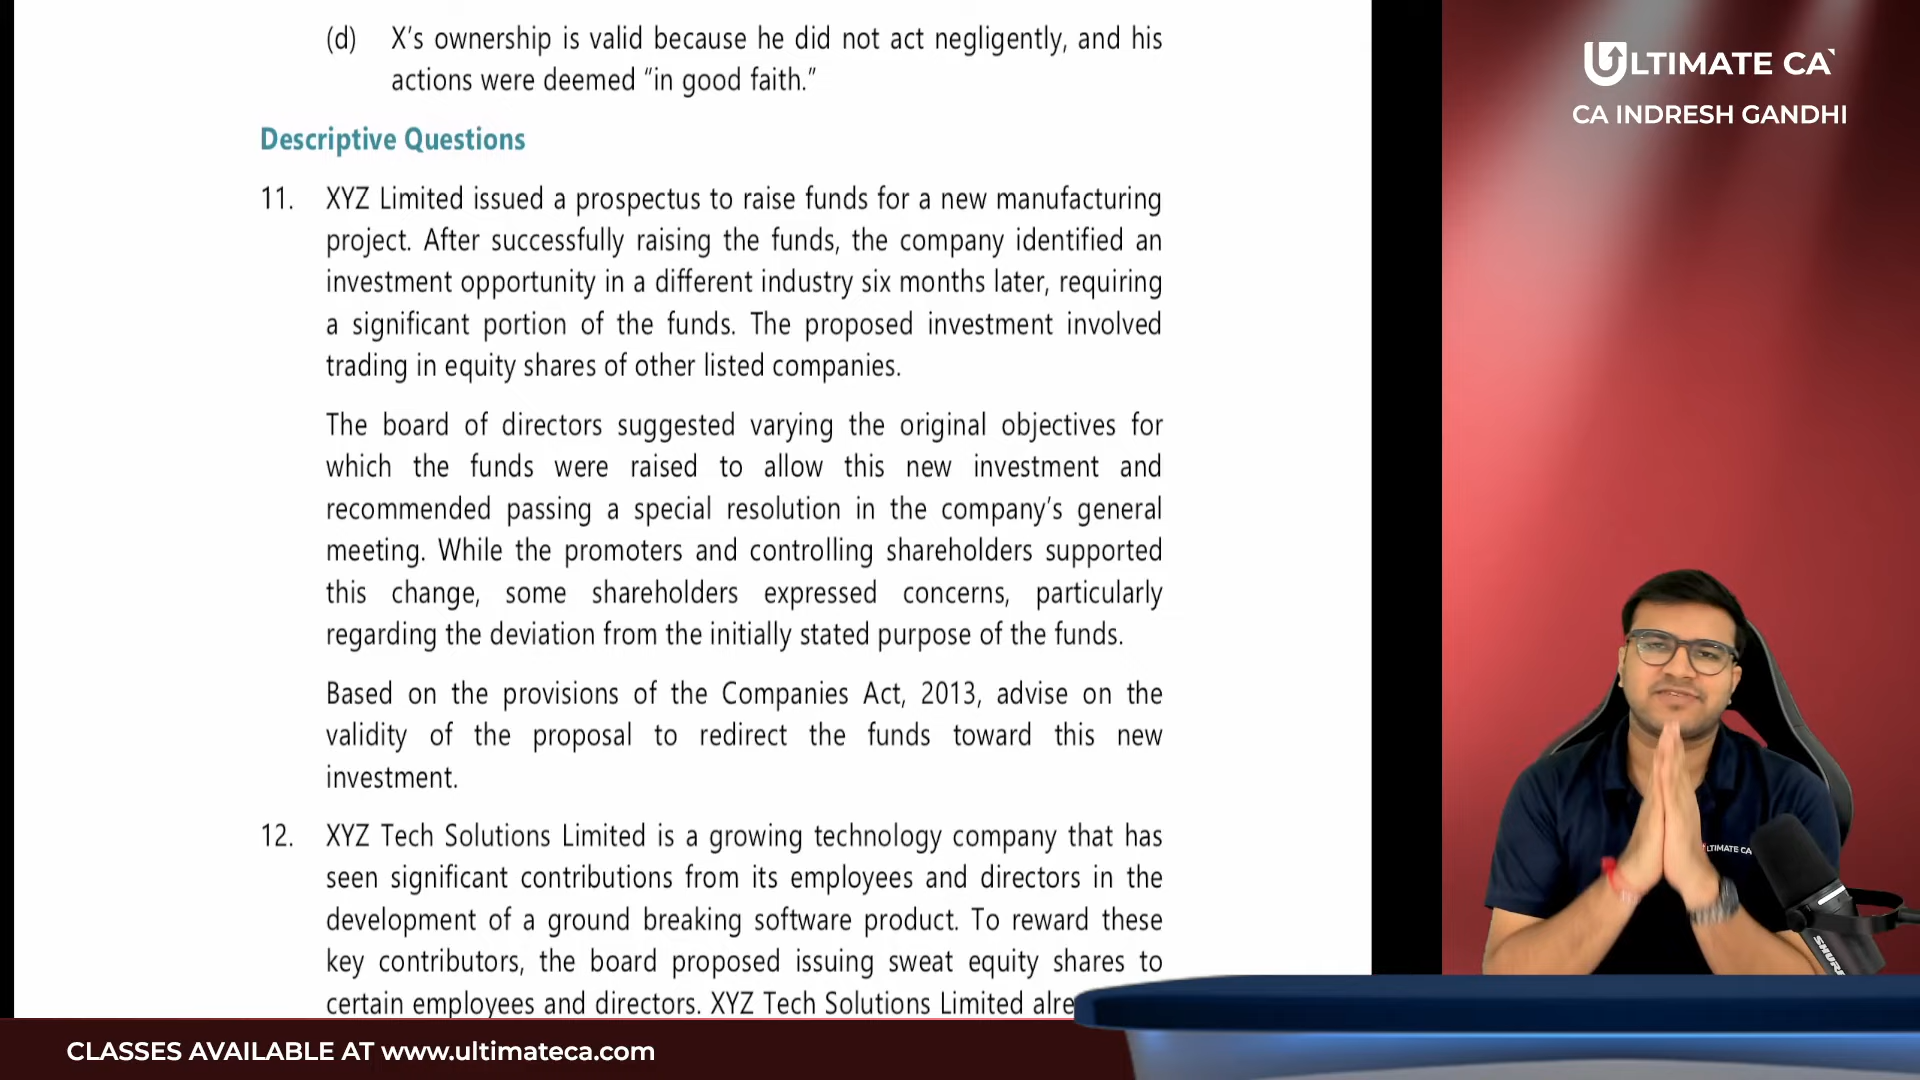 (d) X's ownership is valid because he did not act negligently, and his
actions were deemed “in good faith.”
Descriptive Questions
11. XYZ Limited issued a prospectus to raise funds for a new manufacturing
project. After successfully raising the funds, the company identified an
investment opportunity in a different industry six months later, requiring
a significant portion of the funds. The proposed investment involved
trading in equity shares of other listed companies.
The board of directors suggested varying the original objectives for
which the funds were raised to allow this new investment and
recommended passing a special resolution in the company's general
meeting. While the promoters and controlling shareholders supported
this change, some shareholders expressed concerns, particularly
regarding the deviation from the initially stated purpose of the funds.
Based on the provisions of the Companies Act, 2013, advise on the
validity of the proposal to redirect the funds toward this new
investment.
12. XYZ Tech Solutions Limited is a growing technology company that has
seen significant contributions from its employees and directors in the
development of a ground breaking software product. To reward these
key contributors, the board proposed issuing sweat equity shares to
certain employees and directors. XYZ Tech Solutions Limited alre
ULTIMATE CA
CA INDRESH GANDHI
ULTIMATE CA
SHURE
CLASSES AVAILABLE AT www.ultimateca.com